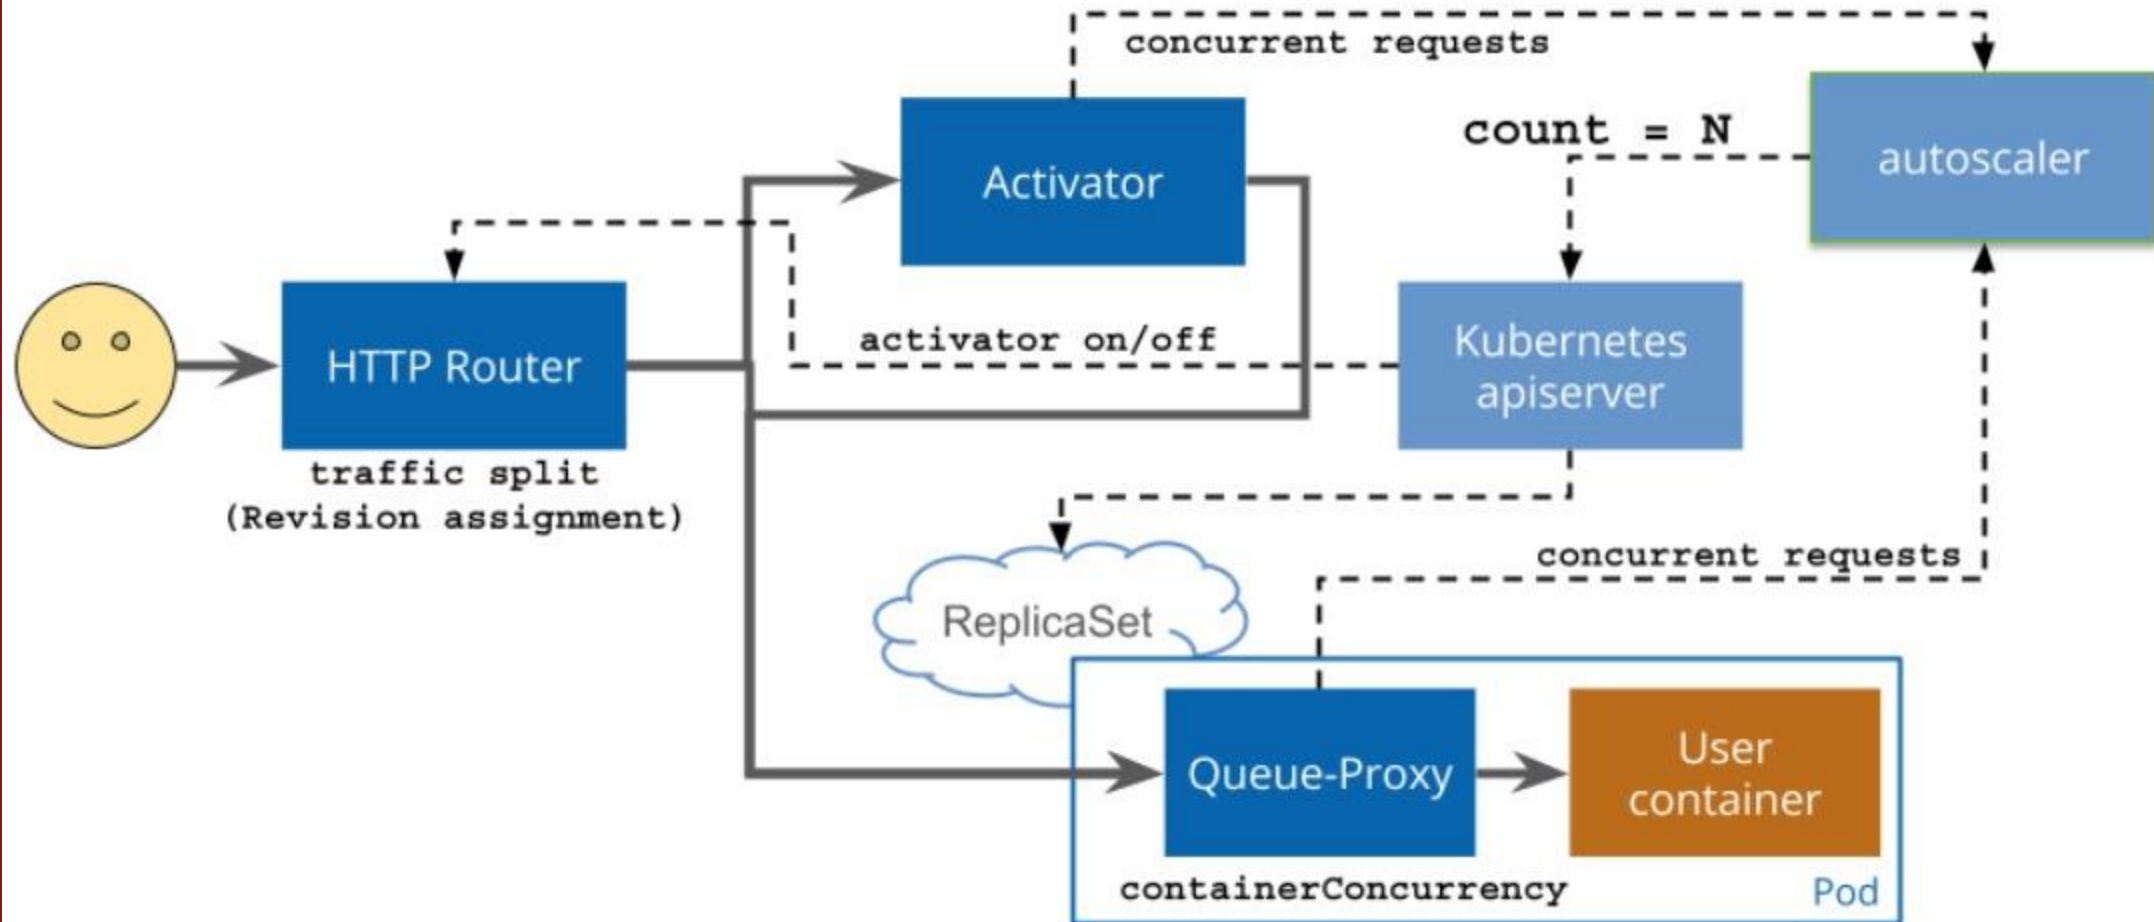 concurrent requests
count = N
autoscaler
Activator
HTTP Router
activator on/off
Kubernetes
apiserver
traffic split
(Revision assignment)
concurrent requests
ReplicaSet
Queue-Proxy
User
container
containerConcurrency
Pod